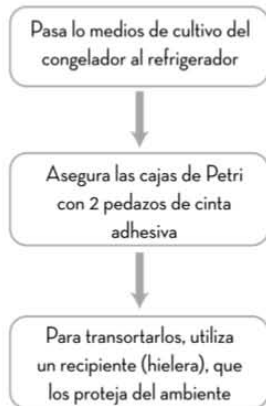 Pasa lo medios de cultivo del
congelador al refrigerador
Asegura las cajas de Petri
con 2 pedazos de cinta
adhesiva
Para transortarlos, utiliza
un recipiente (hielera), que
los proteja del ambiente